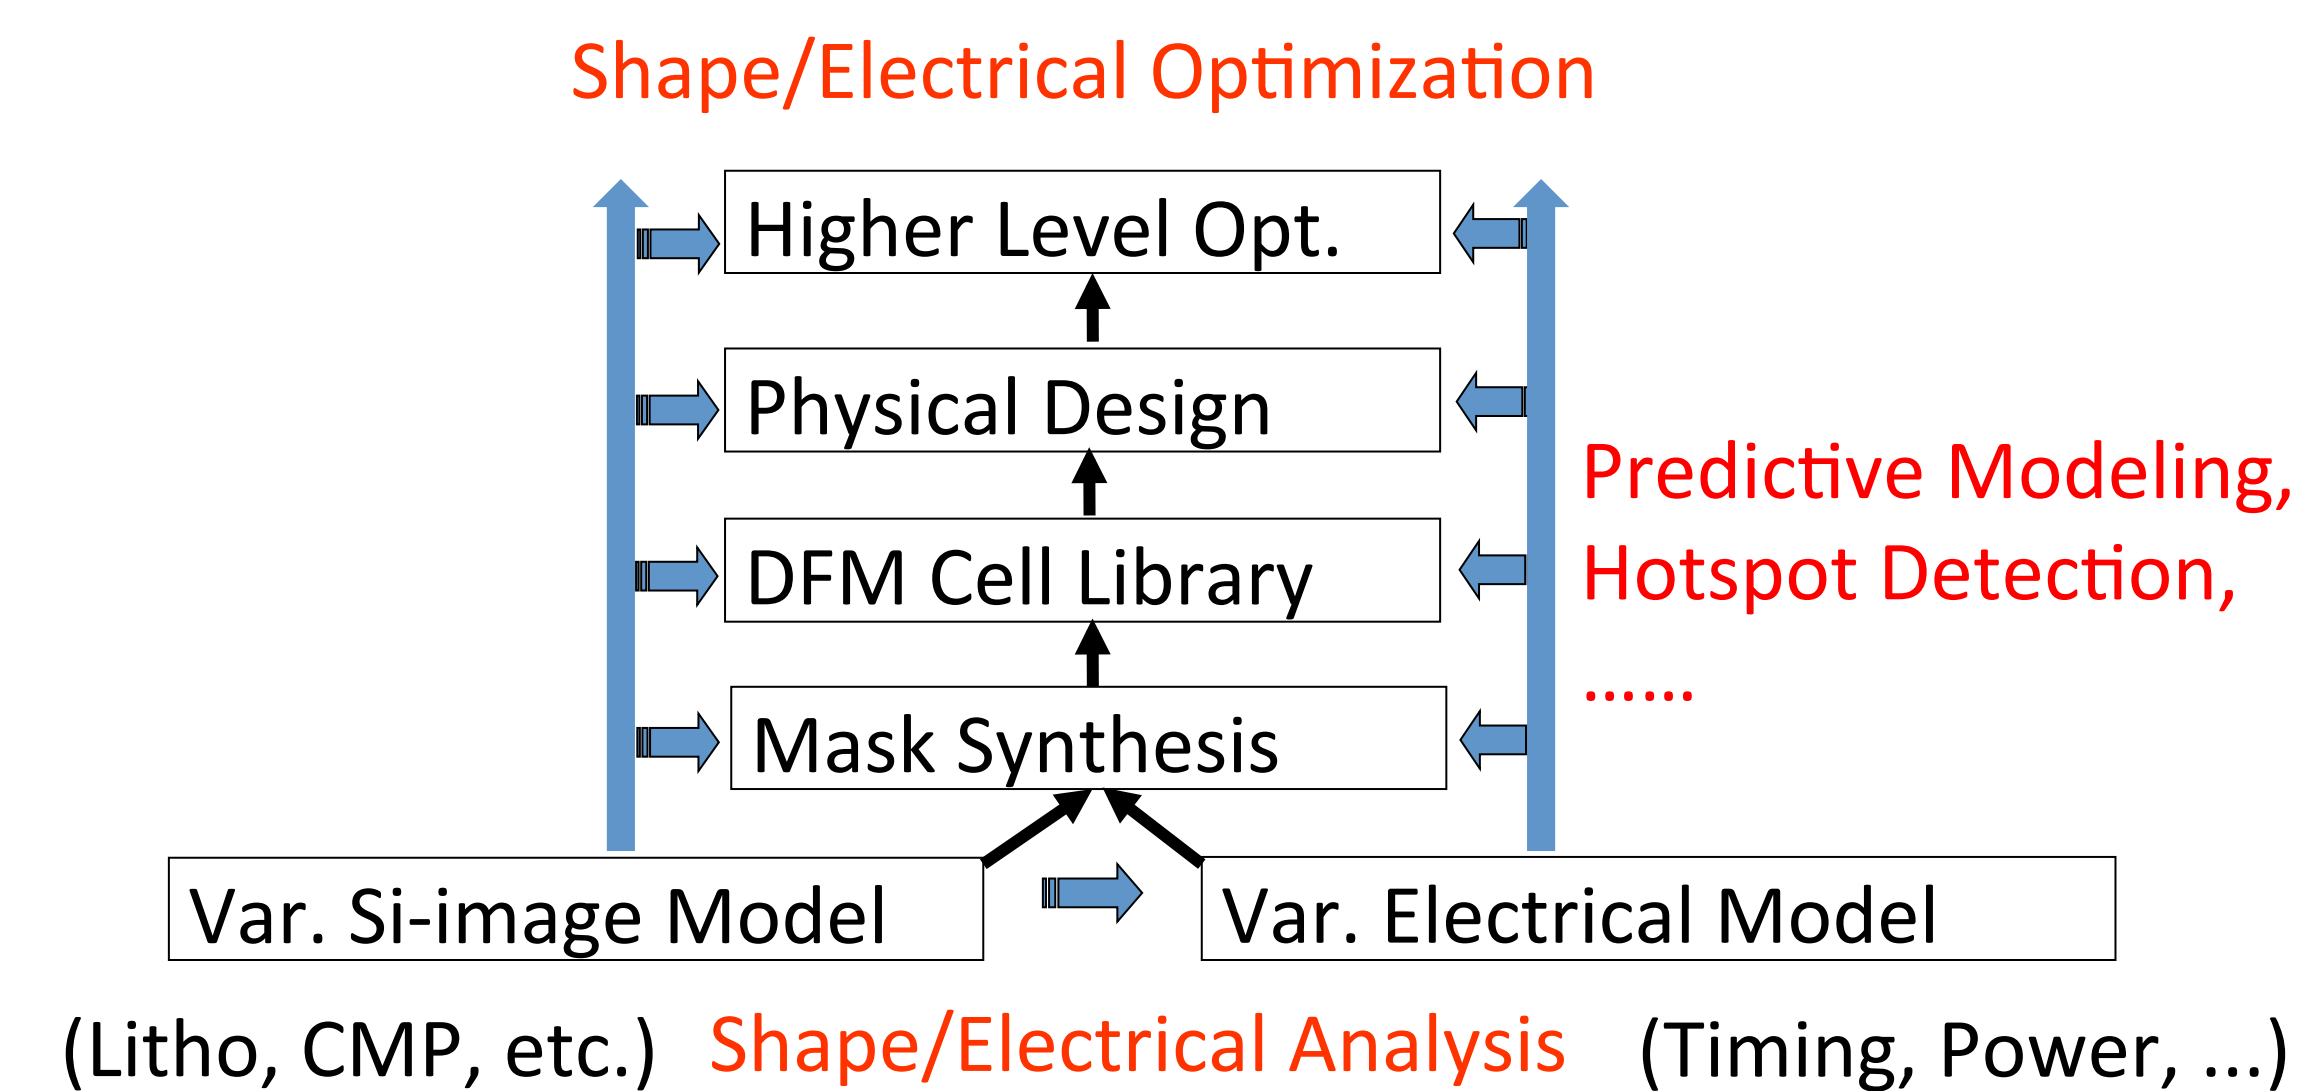 Shape/Electrical Optimization
Higher Level Opt.
Physical Design
Predictive Modeling,
Hotspot Detection,
……
DFM Cell Library
Mask Synthesis
Var. Si-image Model
Var. Electrical Model
(Litho, CMP, etc.)
Shape/Electrical Analysis
(Timing, Power, ...)